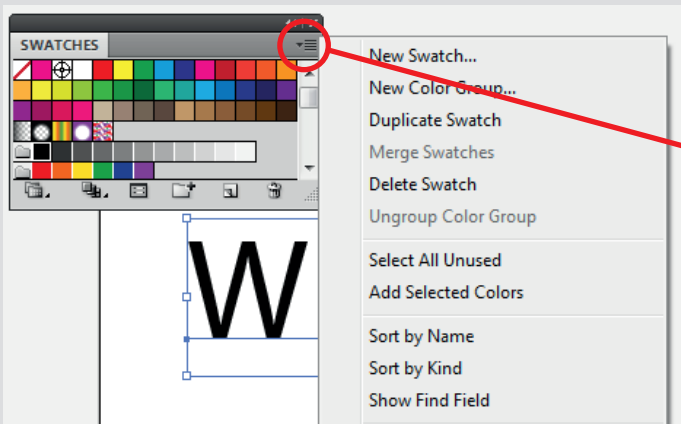 SWATCHES
New Swatch...
New Color Group...
Duplicate Swatch
Merge Swatches
Delete Swatch
Ungroup Color Group
Select All Unused
Add Selected Colors
Sort by Name
Sort by Kind
Show Find Field
W